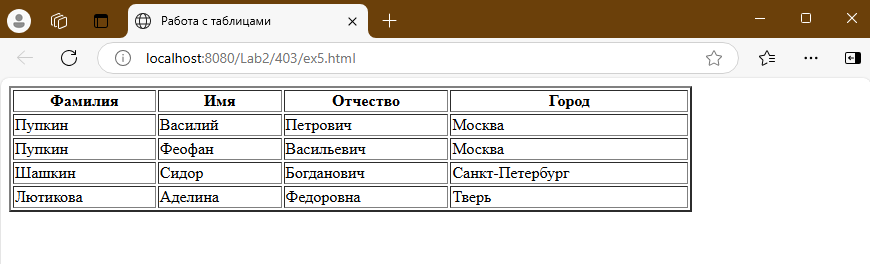 Работа с таблицами
localhost:8080/Lab2/403/ex5.html
Фамилия Имя Отчество Город
Пупкин Василий Петрович Москва
Пупкин Феофан Васильевич Москва
Шашкин Сидор Богданович Санкт-Петербург
Лютикова Аделина Федоровна Тверь